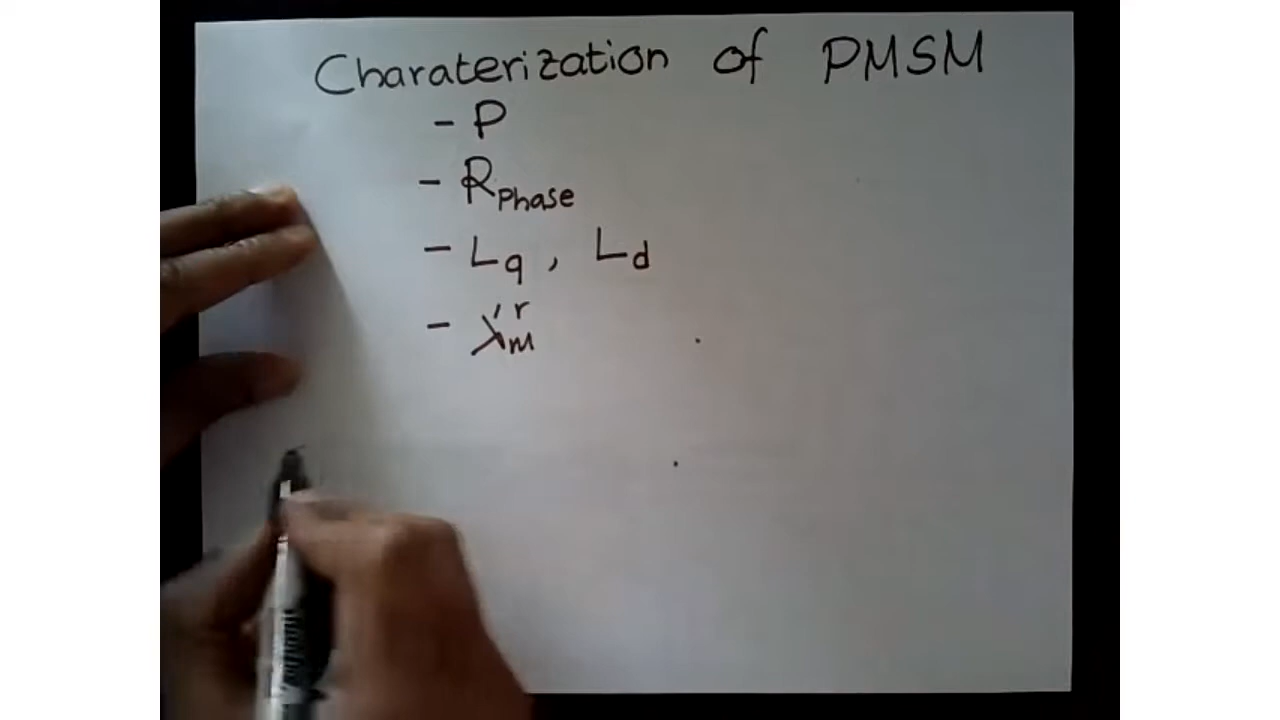 Charaterization of PMSM
- P
- R_Phase
- L_q , L_d
- λ'^r_m